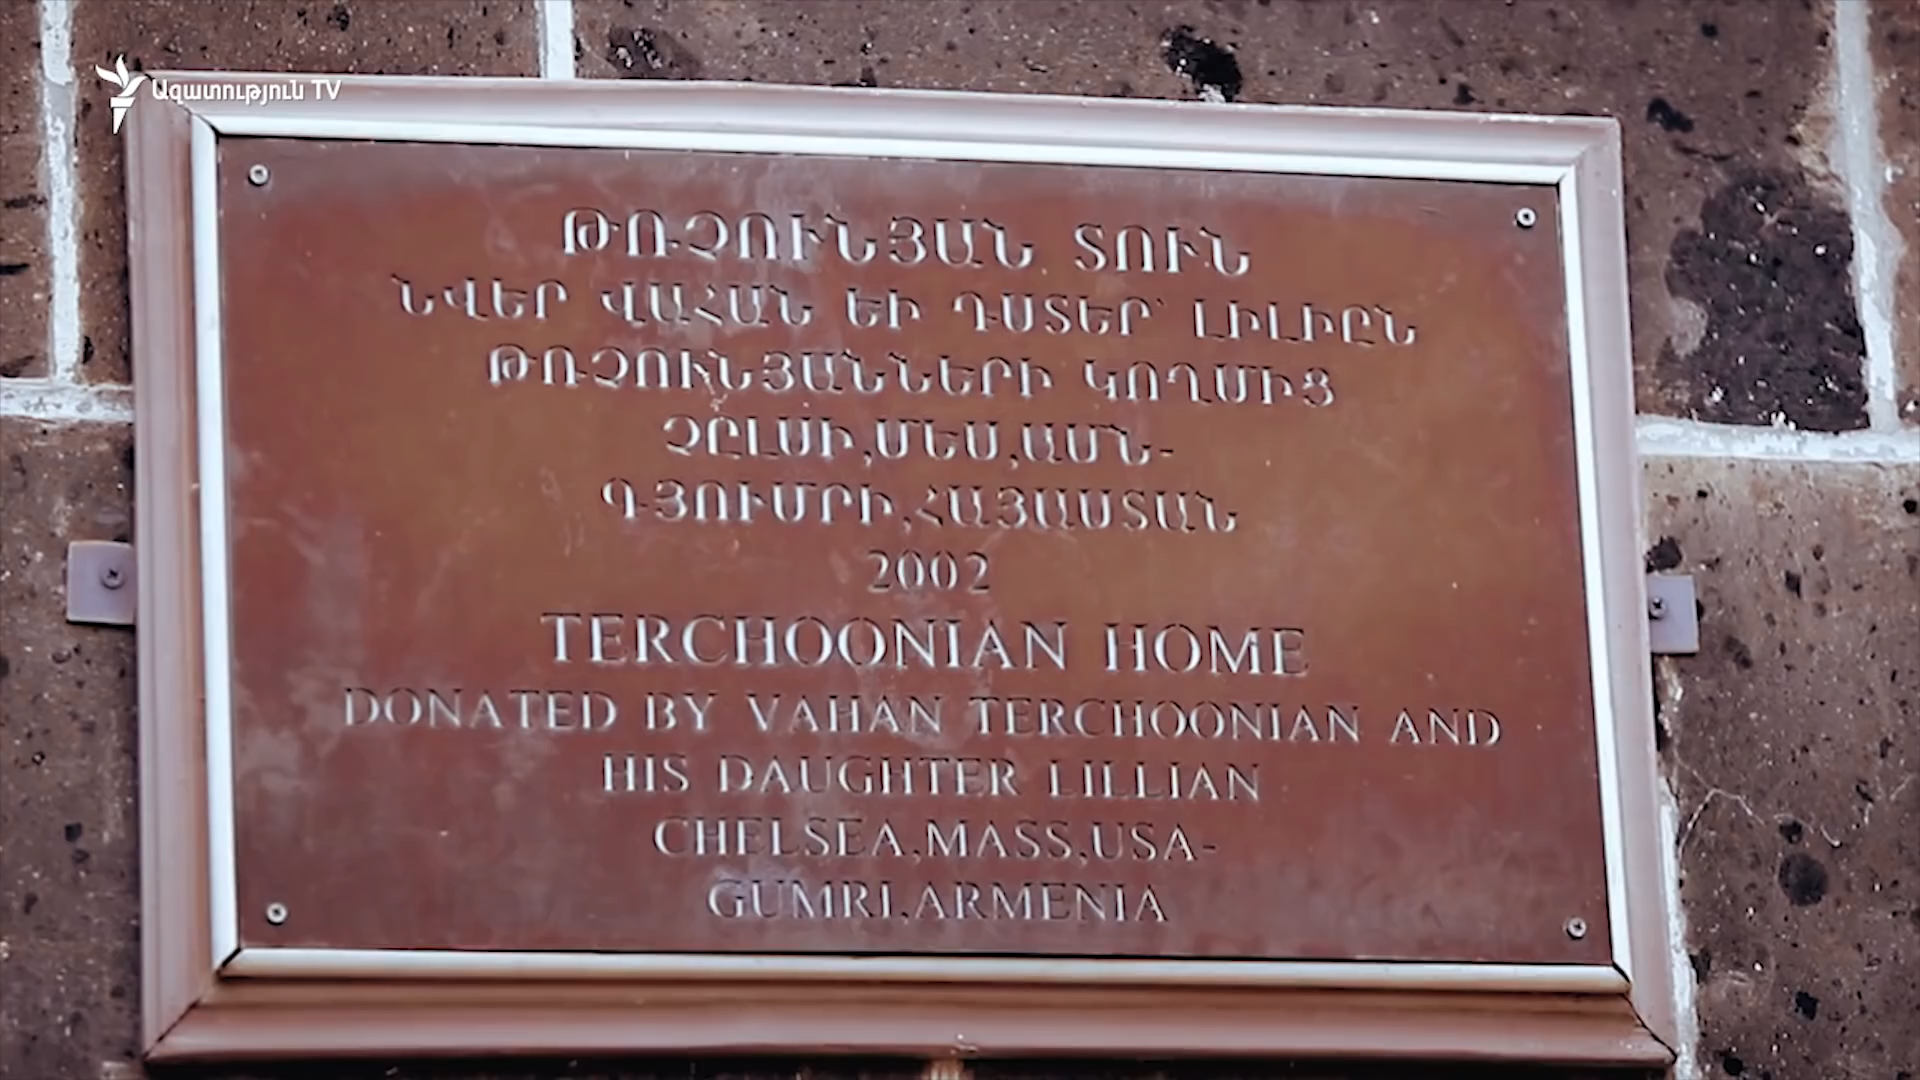 Ազատություն TV
ԹՌՉՈՒՆՅԱՆ ՏՈՒՆ
ՆՎԵՐ ՎԱՀԱՆ ԵՒ ԴՍՏԵՐ՝ ԼԻԼԻԸՆ
ԹՌՉՈՒՆՅԱՆՆԵՐԻ ԿՈՂՄԻՑ
ՉԸԼՍԻ,ՄԵՍ,ԱՄՆ-
ԳՅՈՒՄՐԻ,ՀԱՅԱՍՏԱՆ
2002
TERCHOONIAN HOME
DONATED BY VAHAN TERCHOONIAN AND
HIS DAUGHTER LILLIAN
CHELSEA,MASS,USA-
GUMRI,ARMENIA